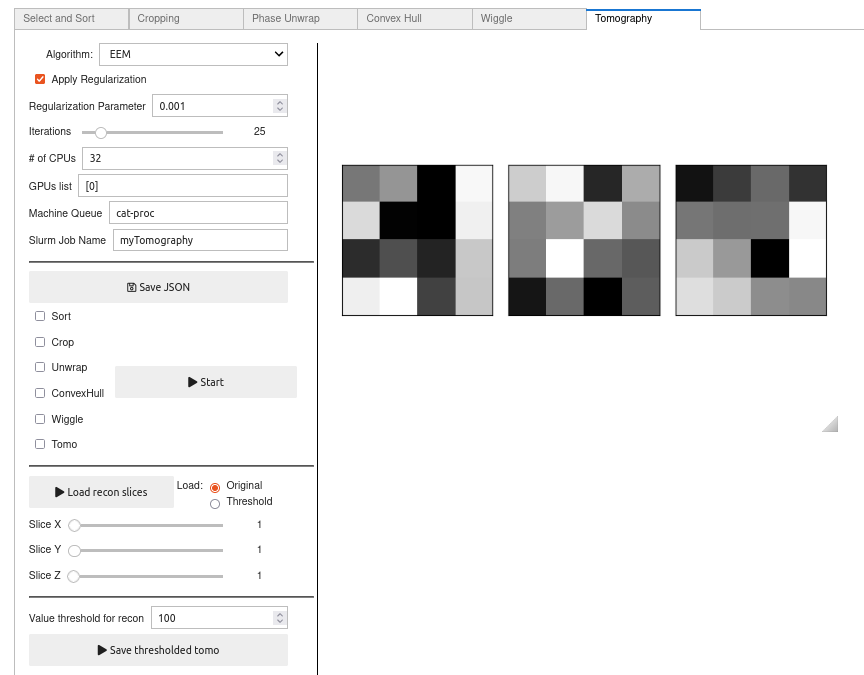 Select and Sort Cropping Phase Unwrap Convex Hull Wiggle Tomography
Algorithm: EEM
Apply Regularization
Regularization Parameter 0.001
Iterations 25
# of CPUs 32
GPUs list [0]
Machine Queue cat-proc
Slurm Job Name myTomography
Save JSON
Sort
Crop
Unwrap
Start
ConvexHull
Wiggle
Tomo
Load recon slices Load: Original
Threshold
Slice X 1
Slice Y 1
Slice Z 1
Value threshold for recon 100
Save thresholded tomo